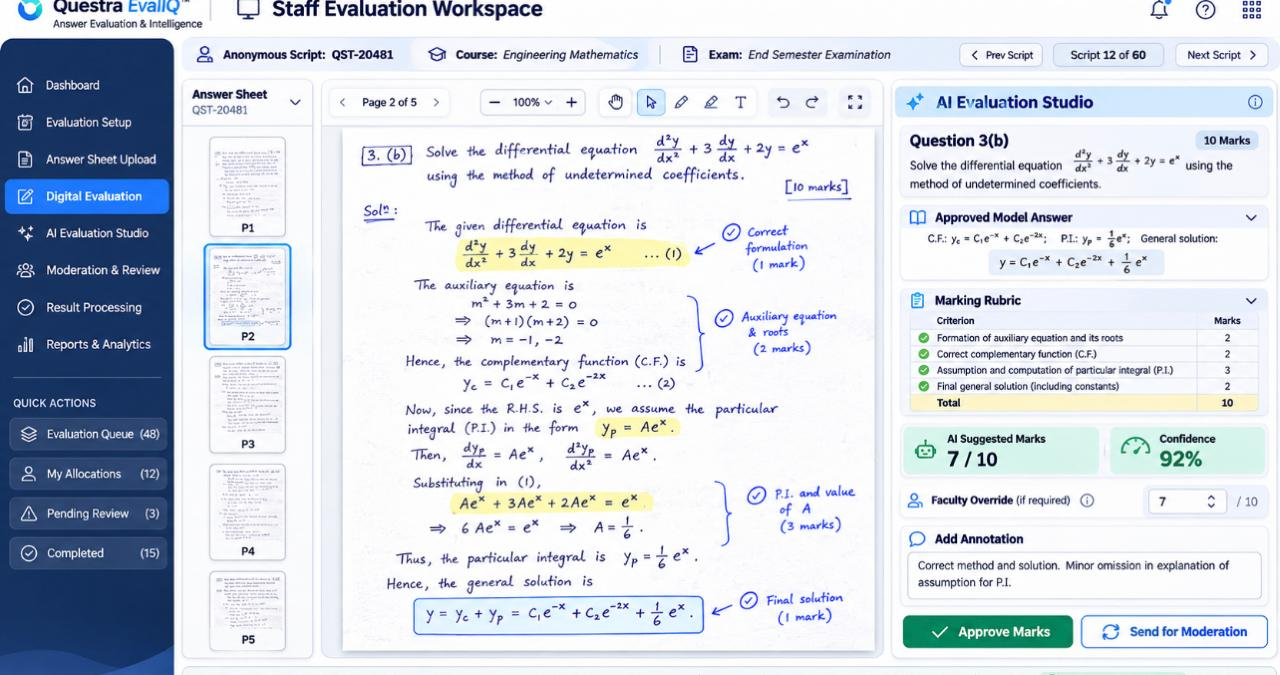 Questra EvalIQ™
Answer Evaluation & Intelligence
Staff Evaluation Workspace
Anonymous Script: QST-20481
Course: Engineering Mathematics
Exam: End Semester Examination
Prev Script
Script 12 of 60
Next Script
Dashboard
Evaluation Setup
Answer Sheet Upload
Digital Evaluation
AI Evaluation Studio
Moderation & Review
Result Processing
Reports & Analytics
QUICK ACTIONS
Evaluation Queue (48)
My Allocations (12)
Pending Review (3)
Completed (15)
Answer Sheet
QST-20481
P1
P2
P3
P4
P5
Page 2 of 5
100%
T
3. (b) Solve the differential equation d²y/dx² + 3 dy/dx + 2y = eˣ
using the method of undetermined coefficients.
[10 marks]
Solⁿ:
The given differential equation is
d²y/dx² + 3 dy/dx + 2y = eˣ ... (1)
Correct
formulation
(1 mark)
The auxiliary equation is
m² + 3m + 2 = 0
⇒ (m+1)(m+2) = 0
⇒ m = -1, -2
Auxiliary equation
& roots
(2 marks)
Hence, the complementary function (C.F.) is
y_c = C₁e⁻ˣ + C₂e⁻²ˣ ... (2)
Now, since the R.H.S. is eˣ, we assume the particular
integral (P.I.) in the form y_p = Aeˣ.
Then, dy_p/dx = Aeˣ, d²y_p/dx² = Aeˣ.
Substituting in (1),
Aeˣ + 3Aeˣ + 2Aeˣ = eˣ.
⇒ 6 Aeˣ = eˣ ⇒ A = 1/6.
P.I. and value
of A
(3 marks)
Thus, the particular integral is y_p = 1/6 eˣ.
Hence, the general solution is
y = y_c + y_p = C₁e⁻ˣ + C₂e⁻²ˣ + 1/6 eˣ.
Final solution
(1 mark)
AI Evaluation Studio
Question 3(b)
10 Marks
Solve the differential equation d²y/dx² + 3 dy/dx + 2y = eˣ using the
method of undetermined coefficients.
Approved Model Answer
C.F.: y_c = C₁e⁻ˣ + C₂e⁻²ˣ; P.I.: y_p = 1/6 eˣ; General solution:
y = C₁e⁻ˣ + C₂e⁻²ˣ + 1/6 eˣ
Marking Rubric
Criterion Marks
Formation of auxiliary equation and its roots 2
Correct complementary function (C.F.) 2
Assumption and computation of particular integral (P.I.) 3
Final general solution (including constants) 2
Total 10
AI Suggested Marks
7 / 10
Confidence
92%
Faculty Override (if required)
7 / 10
Add Annotation
Correct method and solution. Minor omission in explanation of
assumption for P.I.
Approve Marks
Send for Moderation